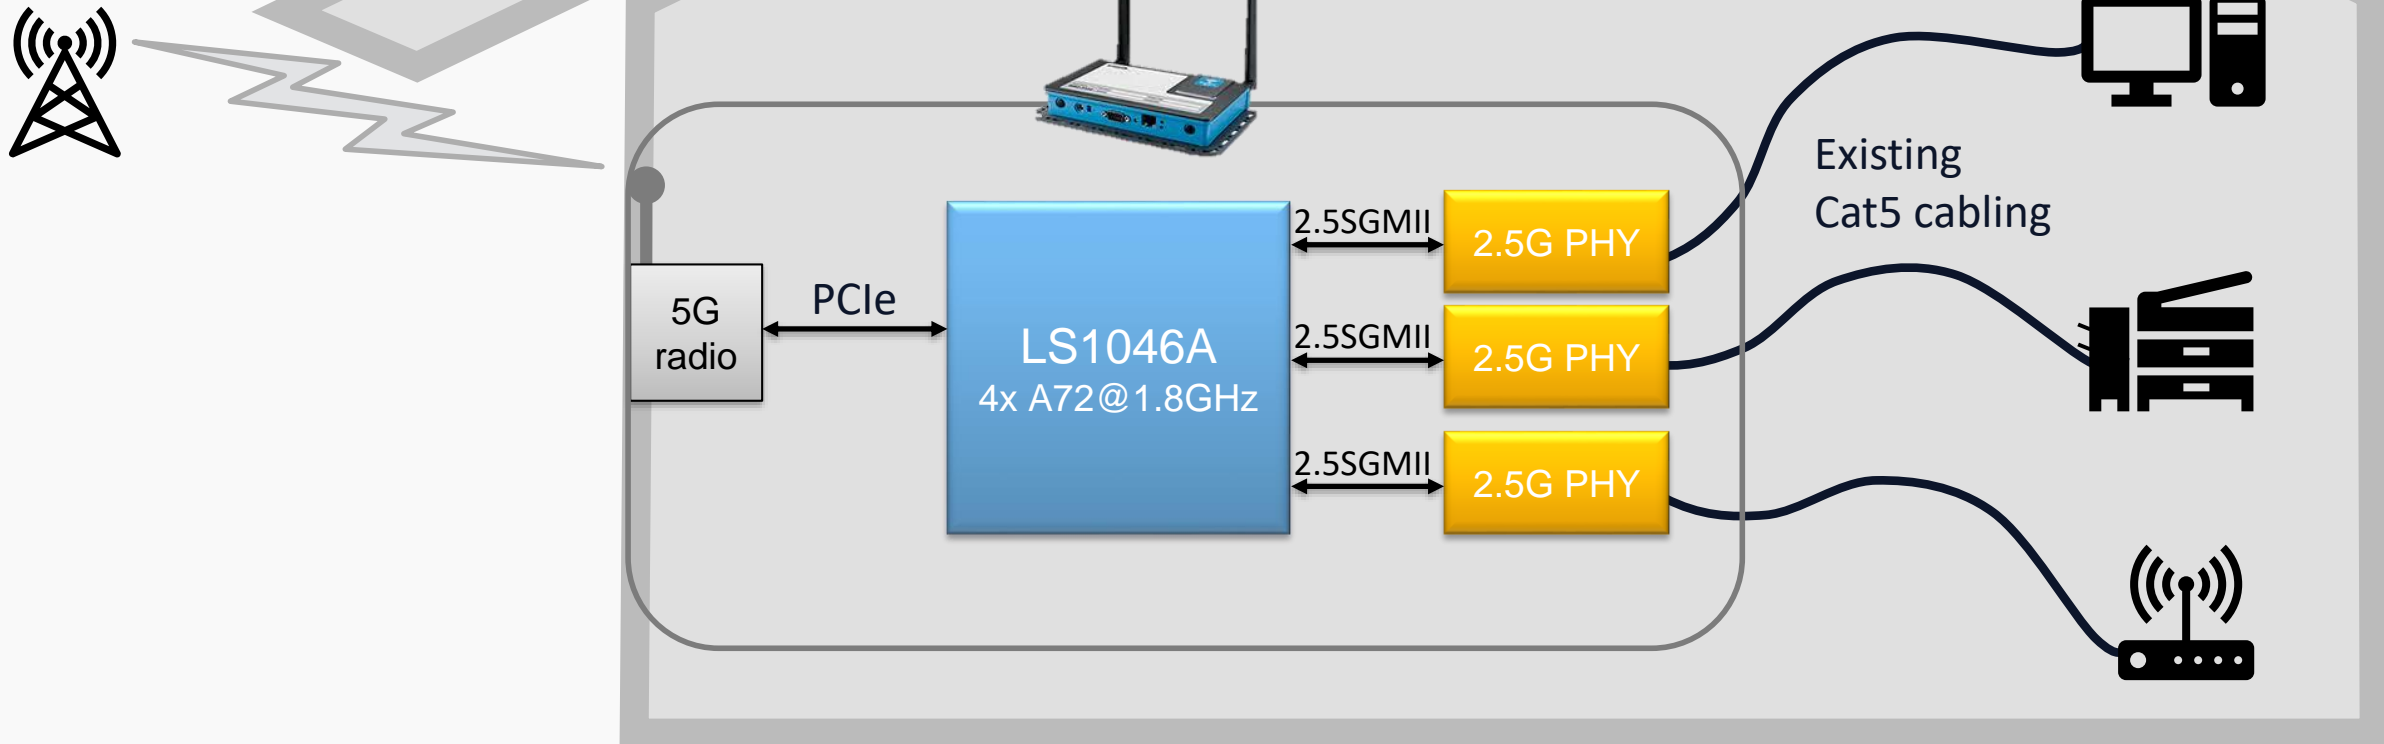 Existing
Cat5 cabling
5G
radio
PCIe
LS1046A
4x A72@1.8GHz
2.5SGMII
2.5G PHY
2.5SGMII
2.5G PHY
2.5SGMII
2.5G PHY